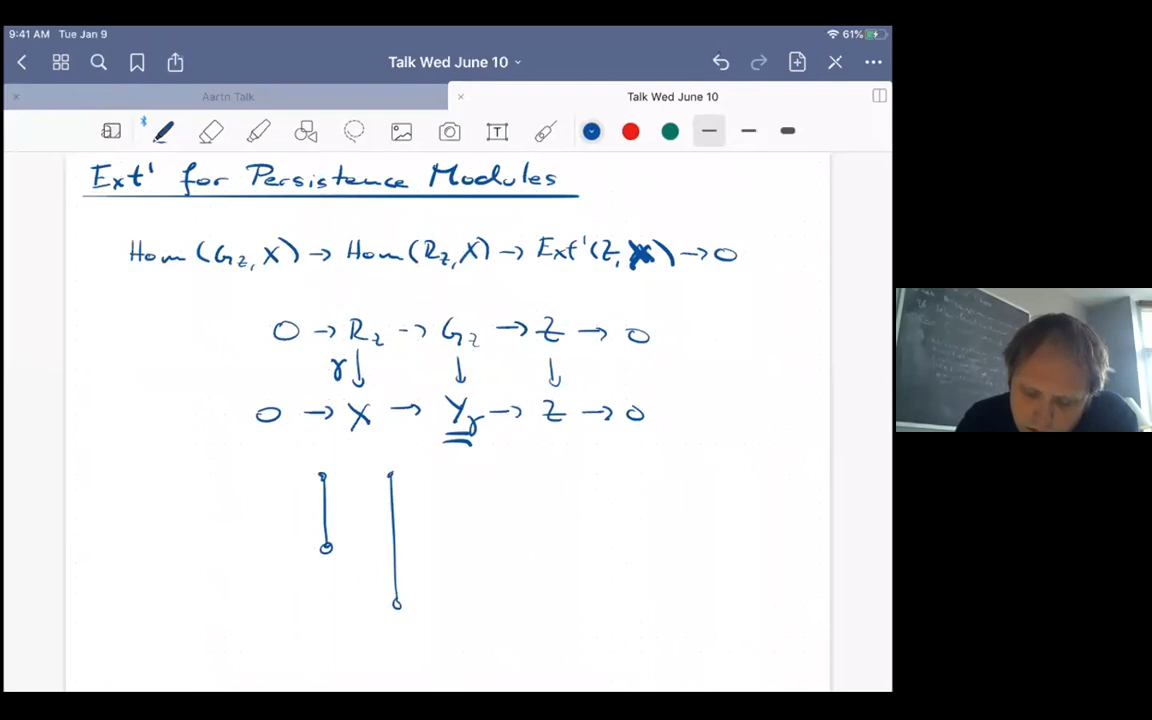 9:41 AM Tue Jan 9 61%
Talk Wed June 10
Aartn Talk Talk Wed June 10
Ext¹ for Persistence Modules
Hom(G_Z, X) → Hom(R_Z, X) → Ext¹(Z, X) → 0
0 → R_Z → G_Z → Z → 0
γ ↓ ↓ ↓
0 → X → Y_γ → Z → 0